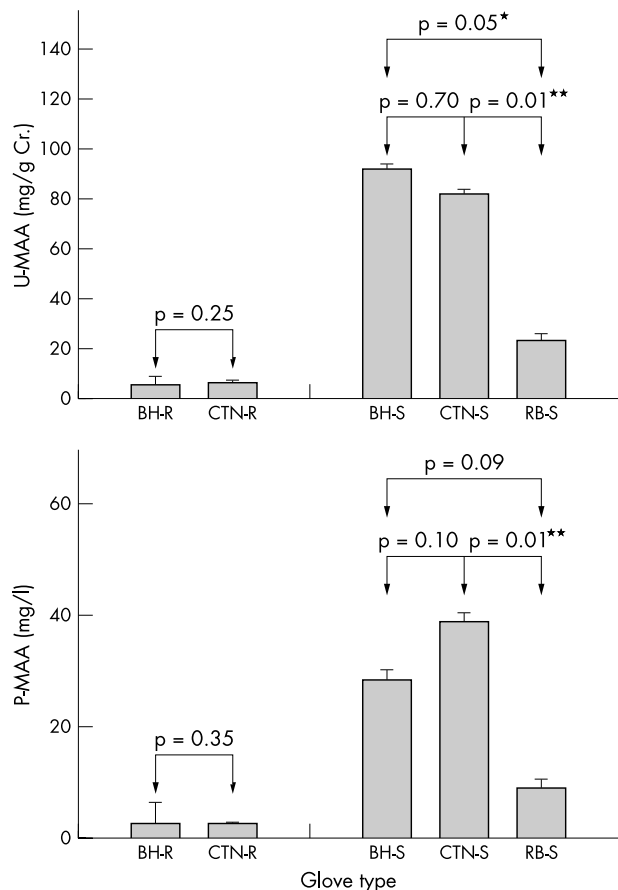 140
120
100
80
60
40
20
0
U-MAA (mg/g Cr.)
p = 0.05*
p = 0.70 p = 0.01**
p = 0.25
BH-R CTN-R BH-S CTN-S RB-S
60
40
20
0
P-MAA (mg/l)
p = 0.09
p = 0.10 p = 0.01**
p = 0.35
BH-R CTN-R BH-S CTN-S RB-S
Glove type